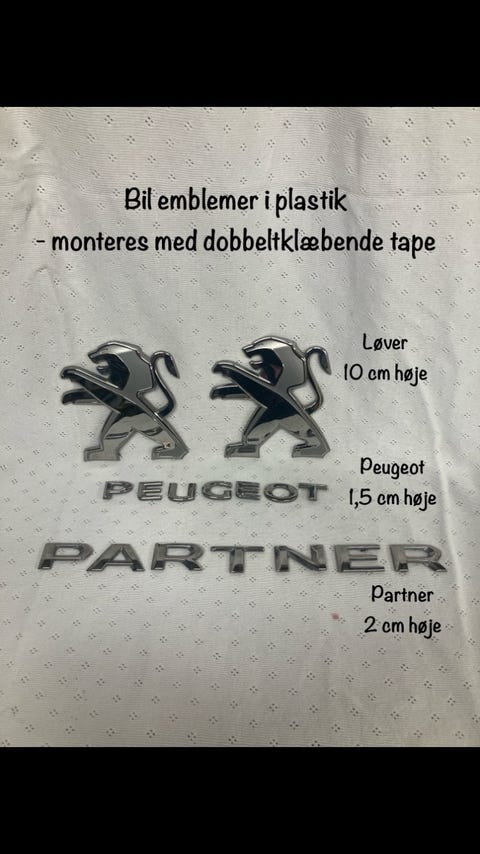 Bil emblemer i plastik
- monteres med dobbeltklæbende tape
Løver
10 cm høje
Peugeot
1,5 cm høje
PEUGEOT
PARTNER
Partner
2 cm høje